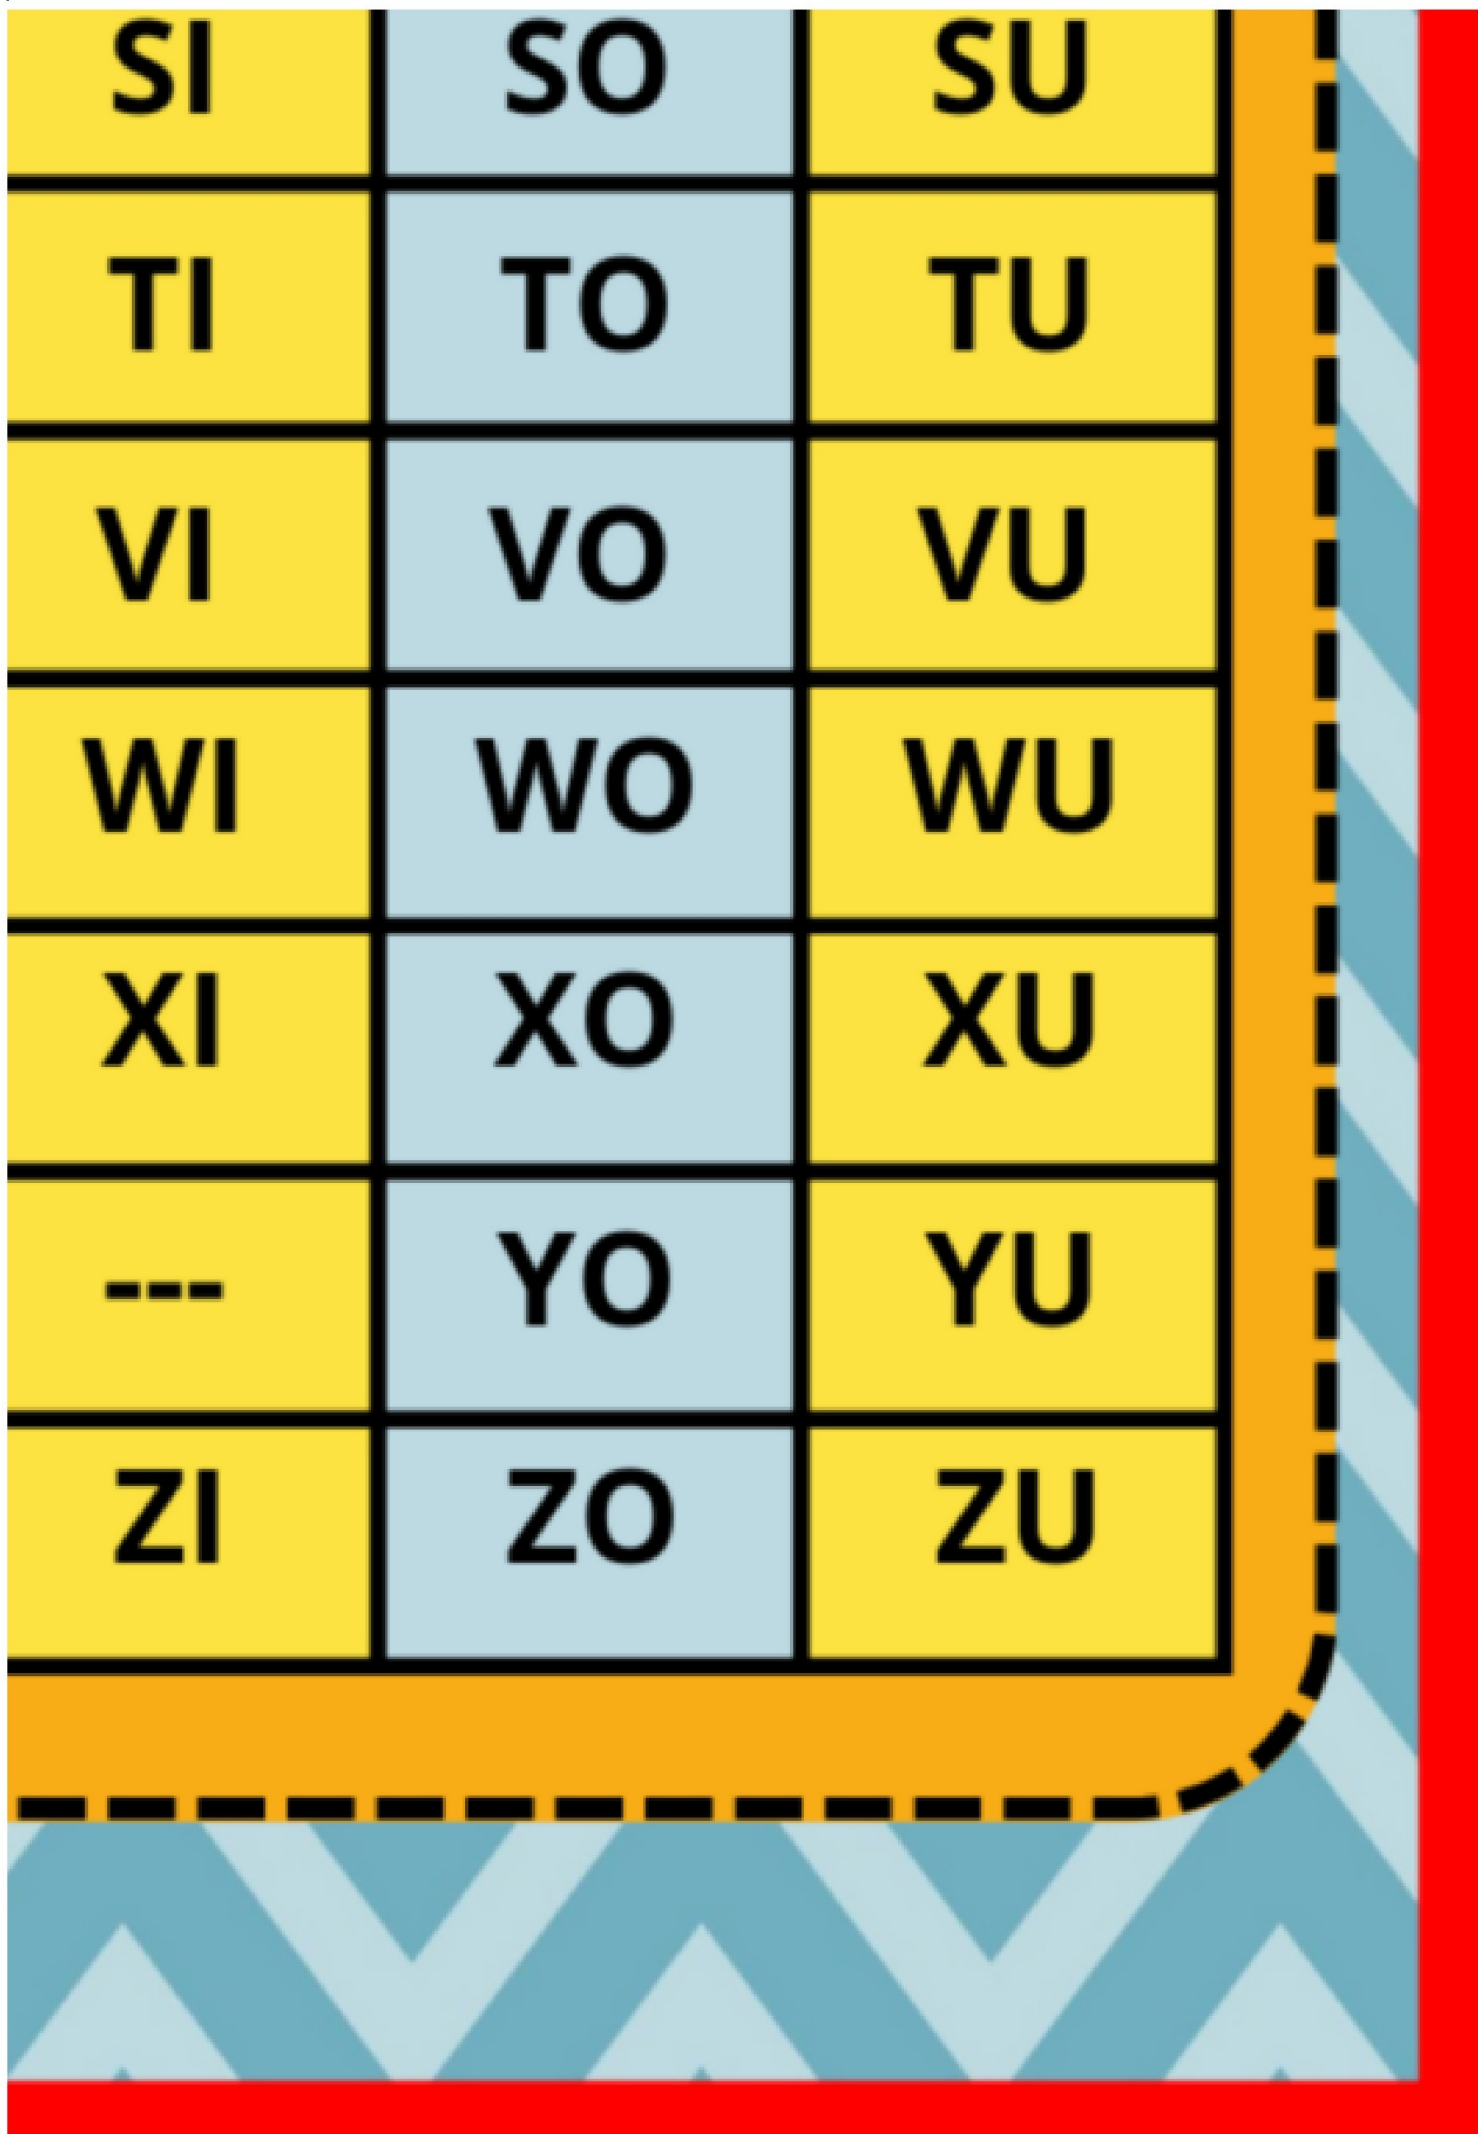 SI SO SU
TI TO TU
VI VO VU
WI WO WU
XI XO XU
--- YO YU
ZI ZO ZU